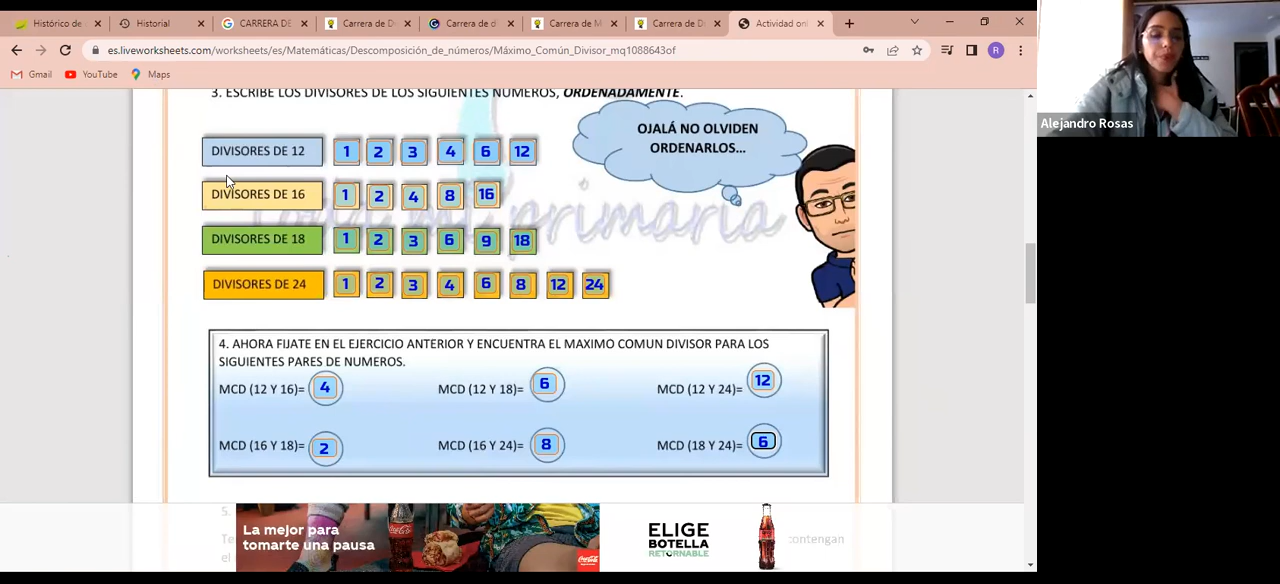 Histórico de
Historial
CARRERA DE
Carrera de D
Carrera de d
Carrera de M
Carrera de D
Actividad onl
es.liveworksheets.com/worksheets/es/Matemáticas/Descomposición_de_números/Máximo_Común_Divisor_mq1088643of
R
Gmail
YouTube
Maps
Alejandro Rosas
3. ESCRIBE LOS DIVISORES DE LOS SIGUIENTES NÚMEROS, ORDENADAMENTE.
OJALÁ NO OLVIDEN
ORDENARLOS...
DIVISORES DE 12 1 2 3 4 6 12
DIVISORES DE 16 1 2 4 8 16
DIVISORES DE 18 1 2 3 6 9 18
DIVISORES DE 24 1 2 3 4 6 8 12 24
primaria
4. AHORA FIJATE EN EL EJERCICIO ANTERIOR Y ENCUENTRA EL MAXIMO COMUN DIVISOR PARA LOS
SIGUIENTES PARES DE NUMEROS.
MCD (12 Y 16)= 4 MCD (12 Y 18)= 6 MCD (12 Y 24)= 12
MCD (16 Y 18)= 2 MCD (16 Y 24)= 8 MCD (18 Y 24)= 6
5.
contengan
La mejor para
tomarte una pausa
Coca-Cola
ELIGE
BOTELLA
RETORNABLE